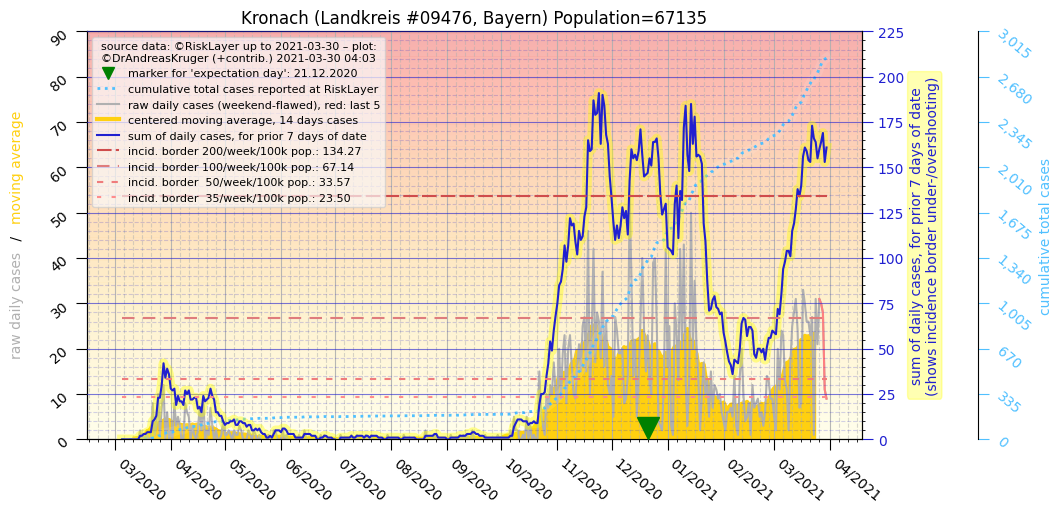 Kronach (Landkreis #09476, Bayern) Population=67135
source data: ©RiskLayer up to 2021-03-30 – plot:
©DrAndreasKruger (+contrib.) 2021-03-30 04:03
marker for 'expectation day': 21.12.2020
cumulative total cases reported at RiskLayer
raw daily cases (weekend-flawed), red: last 5
centered moving average, 14 days cases
sum of daily cases, for prior 7 days of date
incid. border 200/week/100k pop.: 134.27
incid. border 100/week/100k pop.: 67.14
incid. border  50/week/100k pop.: 33.57
incid. border  35/week/100k pop.: 23.50
raw daily cases / moving average
90
80
70
60
50
40
30
20
10
0
03/2020
04/2020
05/2020
06/2020
07/2020
08/2020
09/2020
10/2020
11/2020
12/2020
01/2021
02/2021
03/2021
04/2021
225
200
175
150
125
100
75
50
25
0
sum of daily cases, for prior 7 days of date
(shows incidence border under-/overshooting)
3,015
2,680
2,345
2,010
1,675
1,340
1,005
670
335
0
cumulative total cases